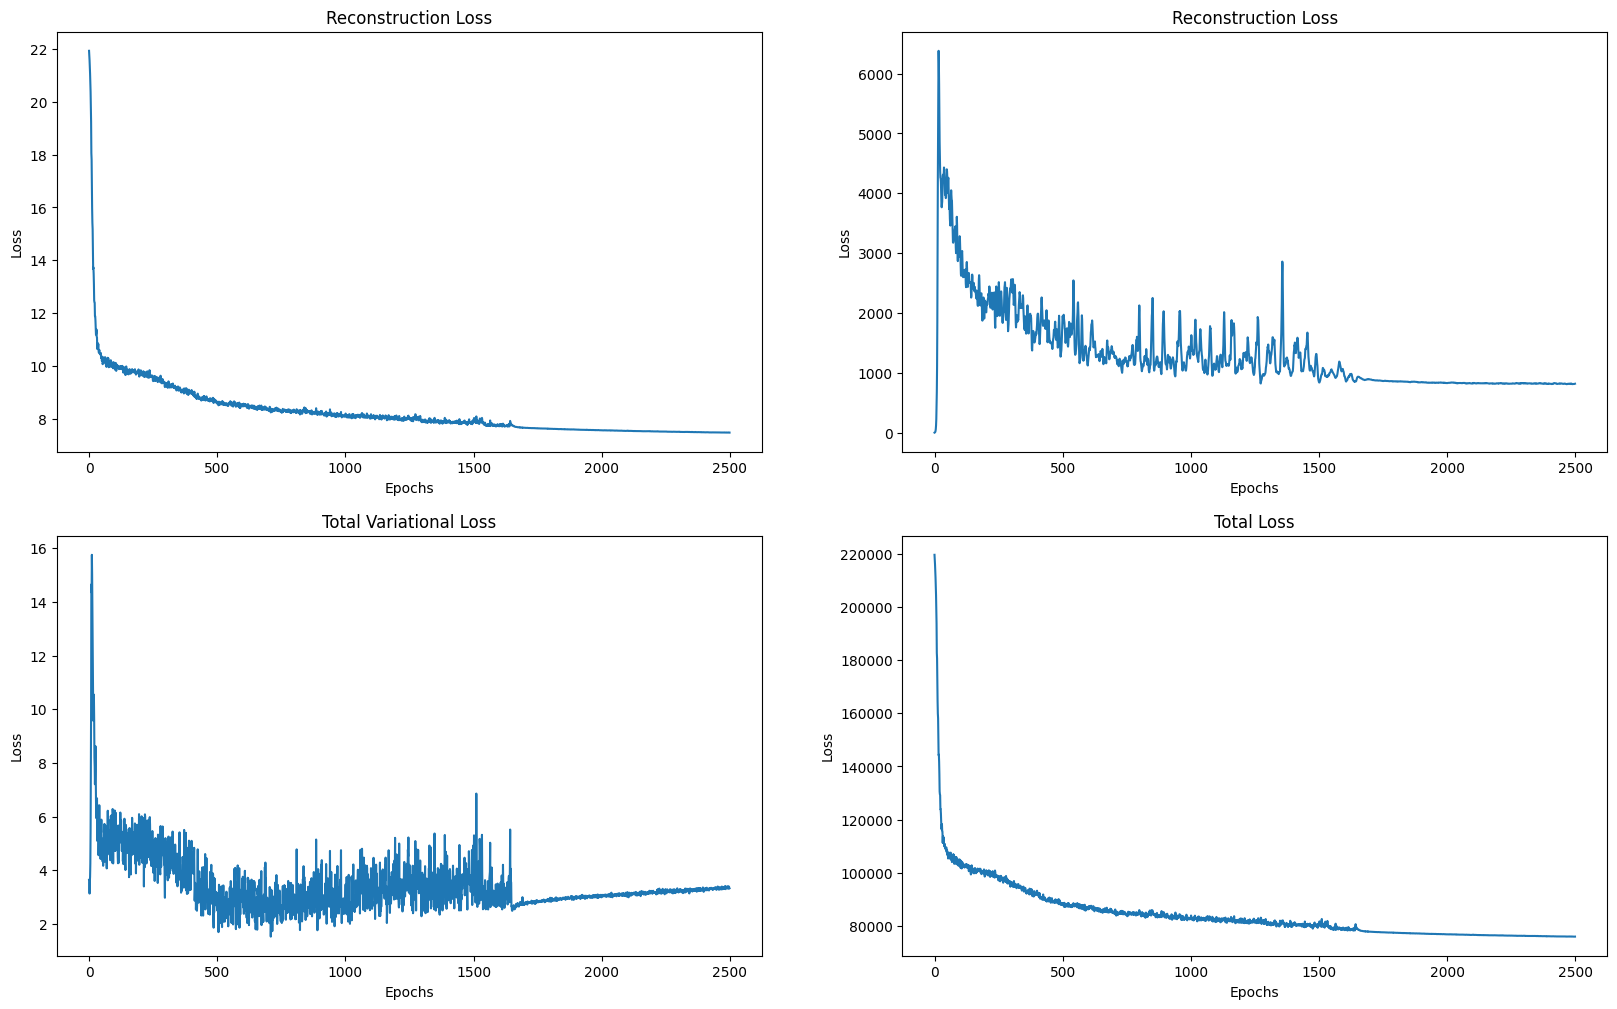 Reconstruction Loss
Loss
22
20
18
16
14
12
10
8
0 500 1000 1500 2000 2500
Epochs
Reconstruction Loss
Loss
6000
5000
4000
3000
2000
1000
0
0 500 1000 1500 2000 2500
Epochs
Total Variational Loss
Loss
16
14
12
10
8
6
4
2
0 500 1000 1500 2000 2500
Epochs
Total Loss
Loss
220000
200000
180000
160000
140000
120000
100000
80000
0 500 1000 1500 2000 2500
Epochs